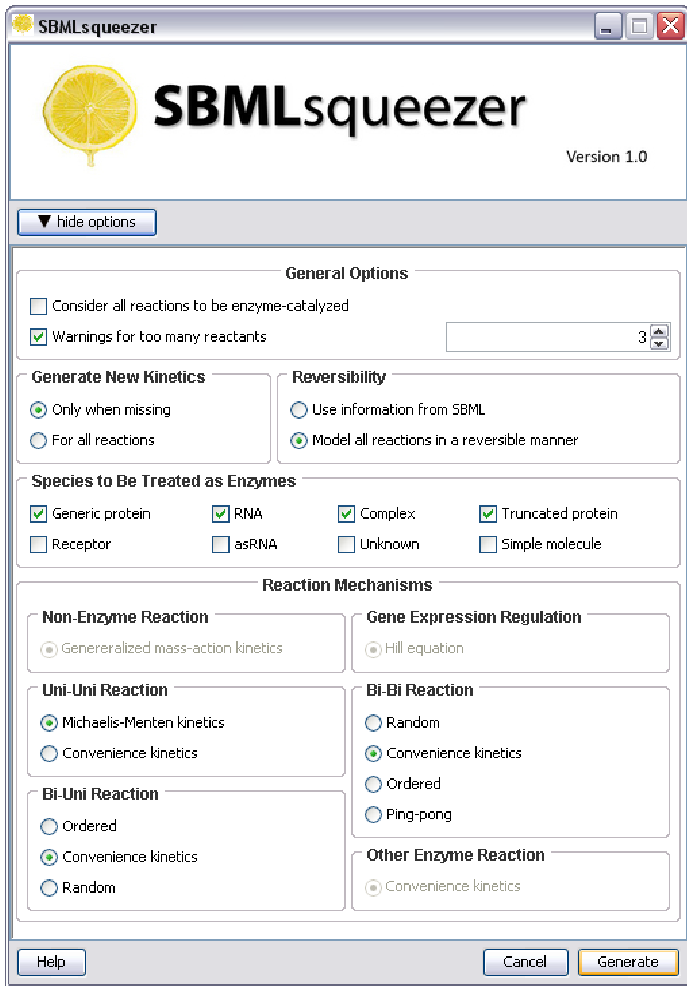 SBMLsqueezer
SBMLsqueezer
Version 1.0
▼ hide options
General Options
Consider all reactions to be enzyme-catalyzed
Warnings for too many reactants
3
Generate New Kinetics
Only when missing
For all reactions
Reversibility
Use information from SBML
Model all reactions in a reversible manner
Species to Be Treated as Enzymes
Generic protein
RNA
Complex
Truncated protein
Receptor
asRNA
Unknown
Simple molecule
Reaction Mechanisms
Non-Enzyme Reaction
Genereralized mass-action kinetics
Gene Expression Regulation
Hill equation
Uni-Uni Reaction
Michaelis-Menten kinetics
Convenience kinetics
Bi-Bi Reaction
Random
Convenience kinetics
Ordered
Ping-pong
Bi-Uni Reaction
Ordered
Convenience kinetics
Random
Other Enzyme Reaction
Convenience kinetics
Help
Cancel
Generate